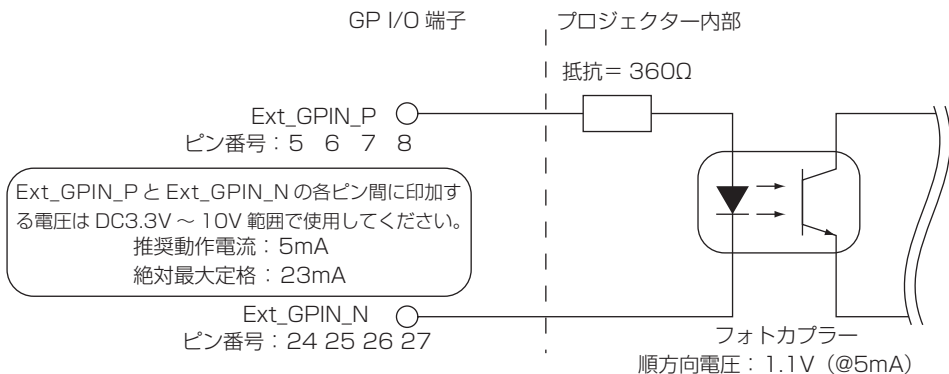 GP I/O 端子
プロジェクター内部
抵抗＝ 360Ω
Ext_GPIN_P
ピン番号：5 6 7 8
Ext_GPIN_P と Ext_GPIN_N の各ピン間に印加す
る電圧は DC3.3V ～ 10V 範囲で使用してください。
推奨動作電流：5mA
絶対最大定格：23mA
Ext_GPIN_N
ピン番号：24 25 26 27
フォトカプラー
順方向電圧：1.1V（@5mA）